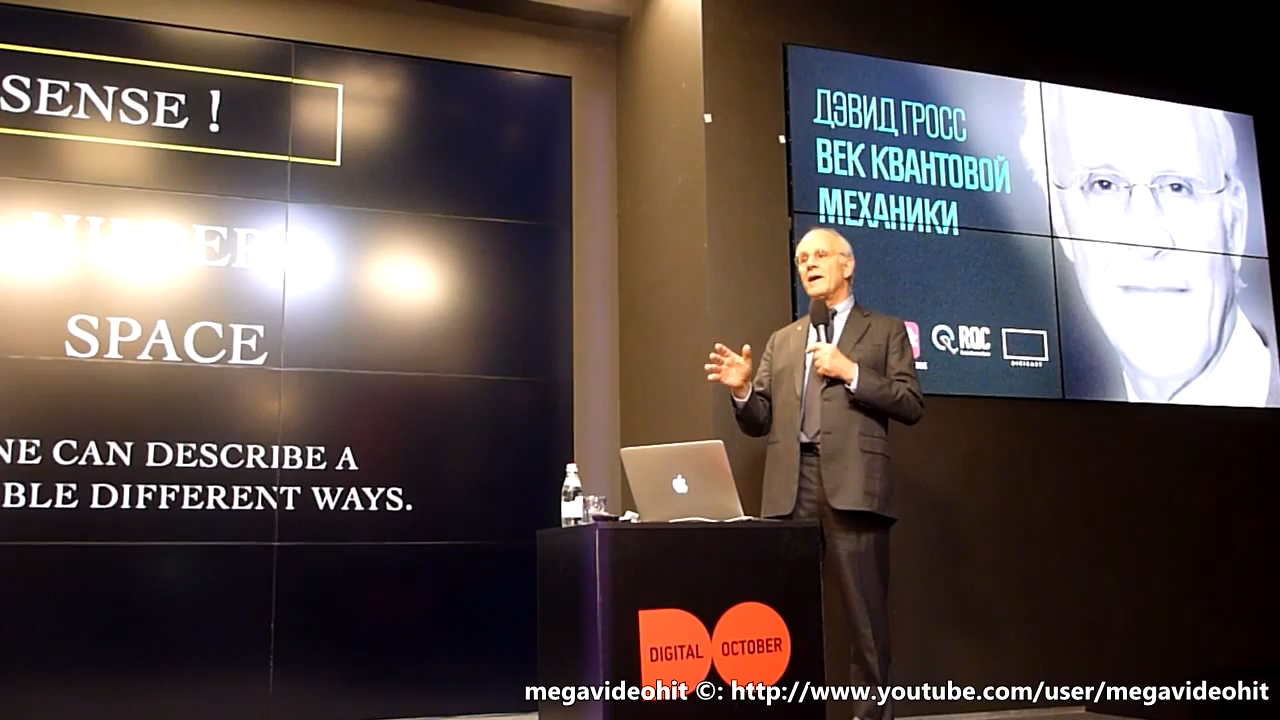 SENSE !
SPACE
NE CAN DESCRIBE A
BLE DIFFERENT WAYS.
ДЭВИД ГРОСС
ВЕК КВАНТОВОЙ
МЕХАНИКИ
DIGITAL
OCTOBER
megavideohit ©: http://www.youtube.com/user/megavideohit